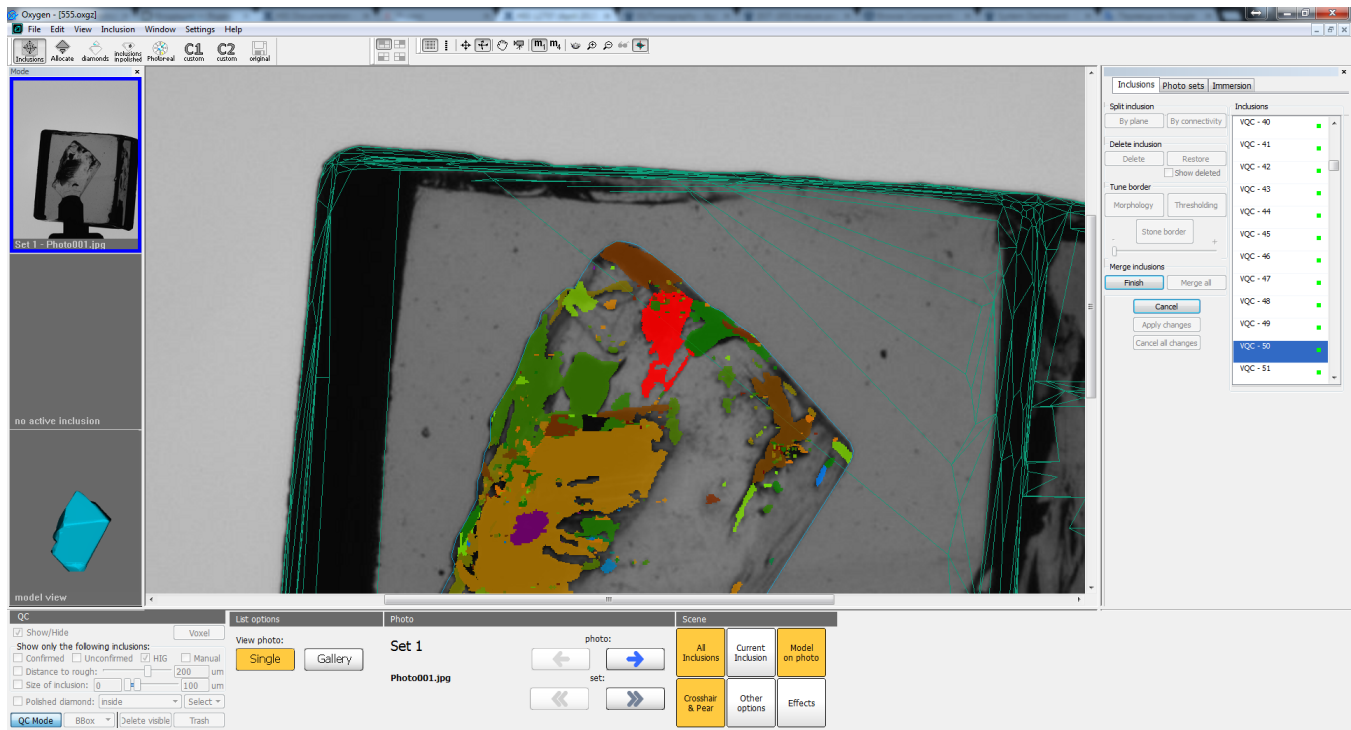 Oxygen - [555.oxgz]
File Edit View Inclusion Window Settings Help
Inclusions Allocate diamonds inclusions in polished Photoreal C1 custom C2 custom original
m1 m4
Mode
Set 1 - Photo001.jpg
no active inclusion
model view
Inclusions Photo sets Immersion
Split inclusion
By plane By connectivity
Delete inclusion
Delete Restore
Show deleted
Tune border
Morphology Thresholding
Stone border
- +
Merge inclusions
Finish Merge all
Cancel
Apply changes
Cancel all changes
Inclusions
VQC - 40
VQC - 41
VQC - 42
VQC - 43
VQC - 44
VQC - 45
VQC - 46
VQC - 47
VQC - 48
VQC - 49
VQC - 50
VQC - 51
QC
Show/Hide Voxel
Show only the following inclusions:
Confirmed Unconfirmed HIG Manual
Distance to rough: 200 um
Size of inclusion: 0 100 um
Polished diamond: inside Select
QC Mode BBox Delete visible Trash
List options
View photo:
Single Gallery
Photo
Set 1
Photo001.jpg
photo:
set:
Scene
All Inclusions
Current Inclusion
Model on photo
Crosshair & Pear
Other options
Effects